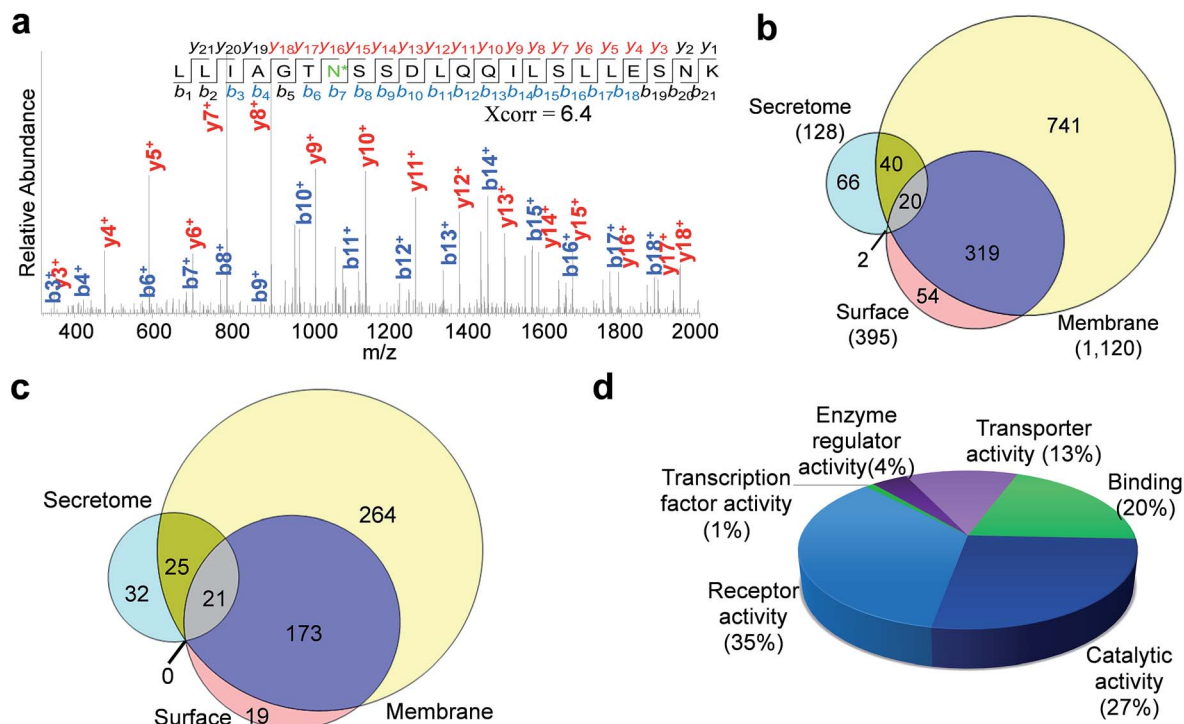 a
y21 y20 y19 y18 y17 y16 y15 y14 y13 y12 y11 y10 y9 y8 y7 y6 y5 y4 y3 y2 y1
L L I A G T N* S S D L Q Q I L S L L E S N K
b1 b2 b3 b4 b5 b6 b7 b8 b9 b10 b11 b12 b13 b14 b15 b16 b17 b18 b19 b20 b21
Xcorr = 6.4
Relative Abundance
b3+
y3+
b4+
y4+
b6+
y5+
b7+
y6+
y7+
b8+
b9+
y8+
b10+
y9+
b11+
y10+
b12+
y11+
b13+
y12+
b14+
y13+
b15+
y14+
b16+
y15+
b17+
y16+
b18+
y17+
y18+
400 600 800 1000 1200 1400 1600 1800 2000
m/z
b
Secretome
(128)
741
40
66
20
2
319
54
Surface
(395)
Membrane
(1,120)
c
Secretome
264
25
32
21
173
0
Surface
19
Membrane
d
Enzyme
regulator
activity(4%)
Transporter
activity (13%)
Transcription
factor activity
(1%)
Binding
(20%)
Receptor
activity
(35%)
Catalytic
activity
(27%)